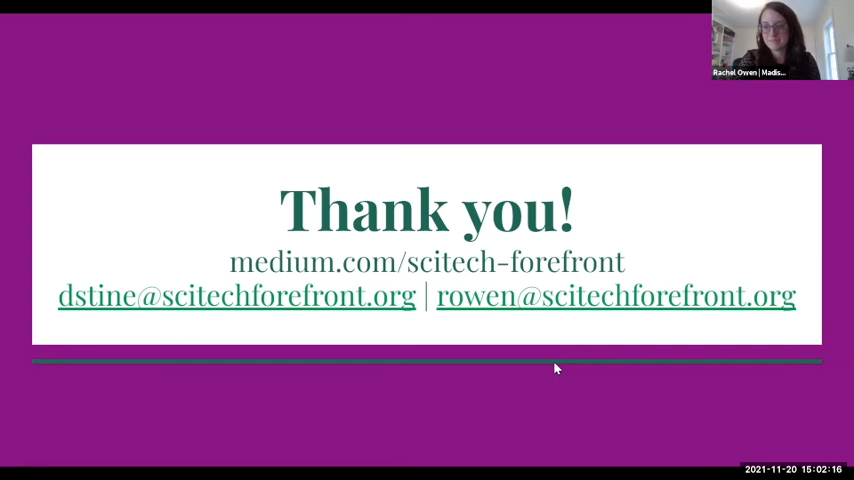 Rachel Owen | Madis...
Thank you!
medium.com/scitech-forefront
dstine@scitechforefront.org | rowen@scitechforefront.org
2021-11-20 15:02:16